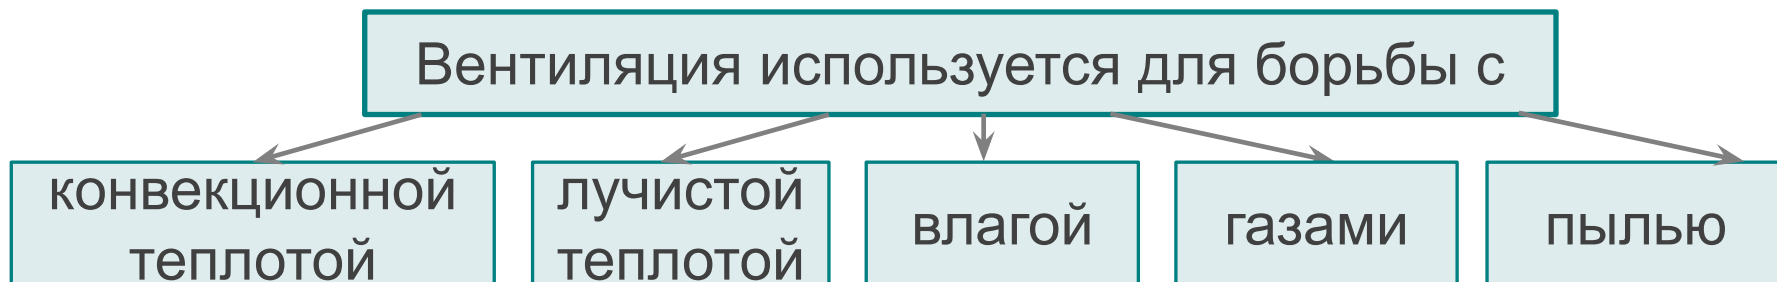 Вентиляция используется для борьбы с
конвекционной
теплотой
лучистой
теплотой
влагой
газами
пылью